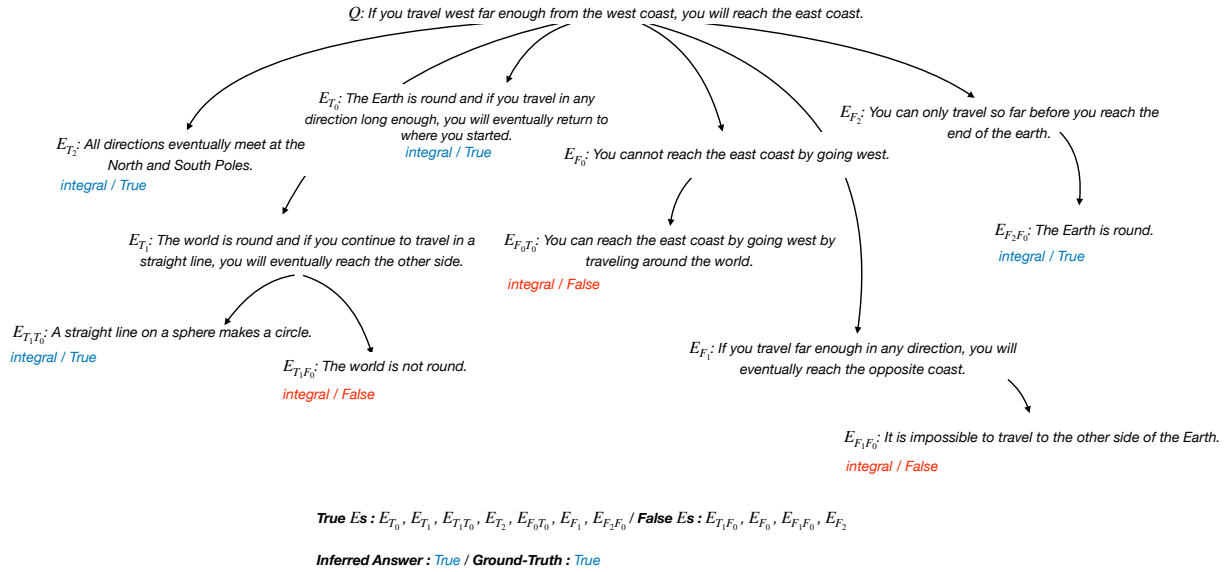 Q: If you travel west far enough from the west coast, you will reach the east coast.
E_{T_0}: The Earth is round and if you travel in any
direction long enough, you will eventually return to
where you started.
integral / True
E_{F_2}: You can only travel so far before you reach the
end of the earth.
E_{T_2}: All directions eventually meet at the
North and South Poles.
integral / True
E_{F_0}: You cannot reach the east coast by going west.
E_{T_1}: The world is round and if you continue to travel in a
straight line, you will eventually reach the other side.
E_{F_0T_0}: You can reach the east coast by going west by
traveling around the world.
integral / False
E_{F_2F_0}: The Earth is round.
integral / True
E_{T_1T_0}: A straight line on a sphere makes a circle.
integral / True
E_{T_1F_0}: The world is not round.
integral / False
E_{F_1}: If you travel far enough in any direction, you will
eventually reach the opposite coast.
E_{F_1F_0}: It is impossible to travel to the other side of the Earth.
integral / False
True Es : E_{T_0} , E_{T_1} , E_{T_1T_0} , E_{T_2} , E_{F_0T_0} , E_{F_1} , E_{F_2F_0} / False Es : E_{T_1F_0} , E_{F_0} , E_{F_1F_0} , E_{F_2}
Inferred Answer : True / Ground-Truth : True